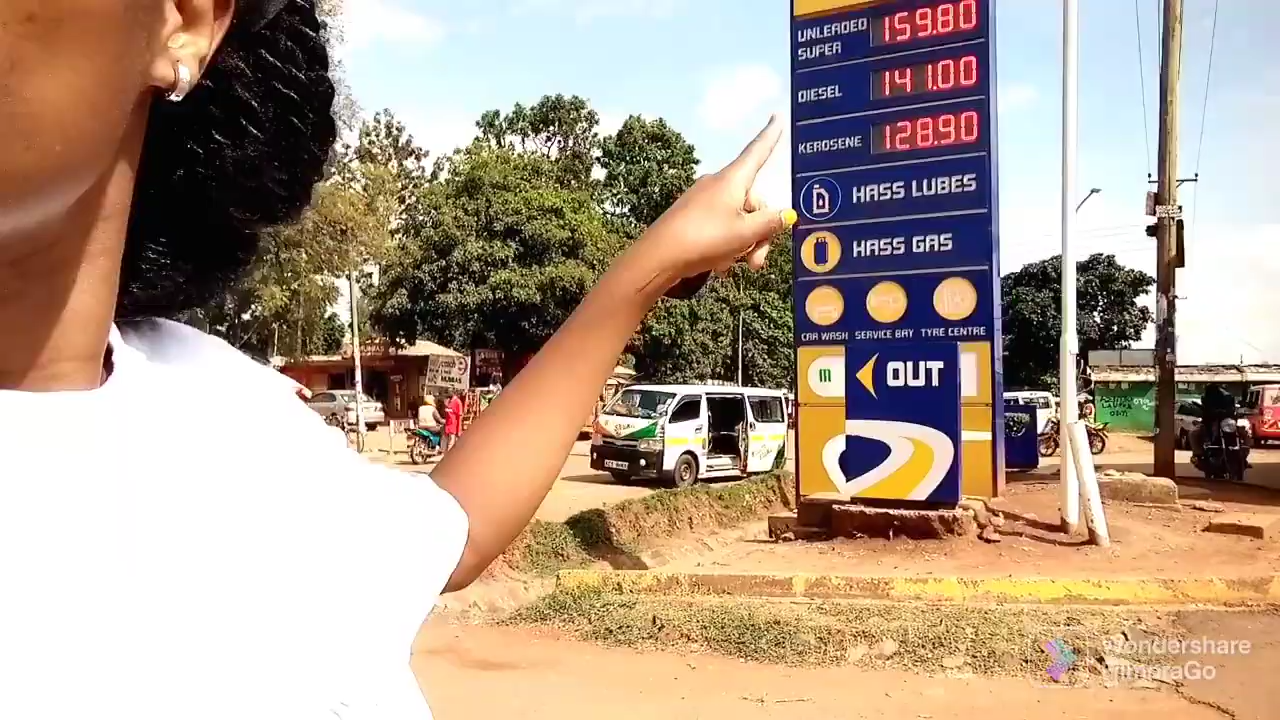 UNLEADED
SUPER
159.80
DIESEL
141.00
KEROSENE
128.90
HASS LUBES
HASS GAS
CAR WASH SERVICE BAY TYRE CENTRE
OUT
Wondershare
FilmoraGo